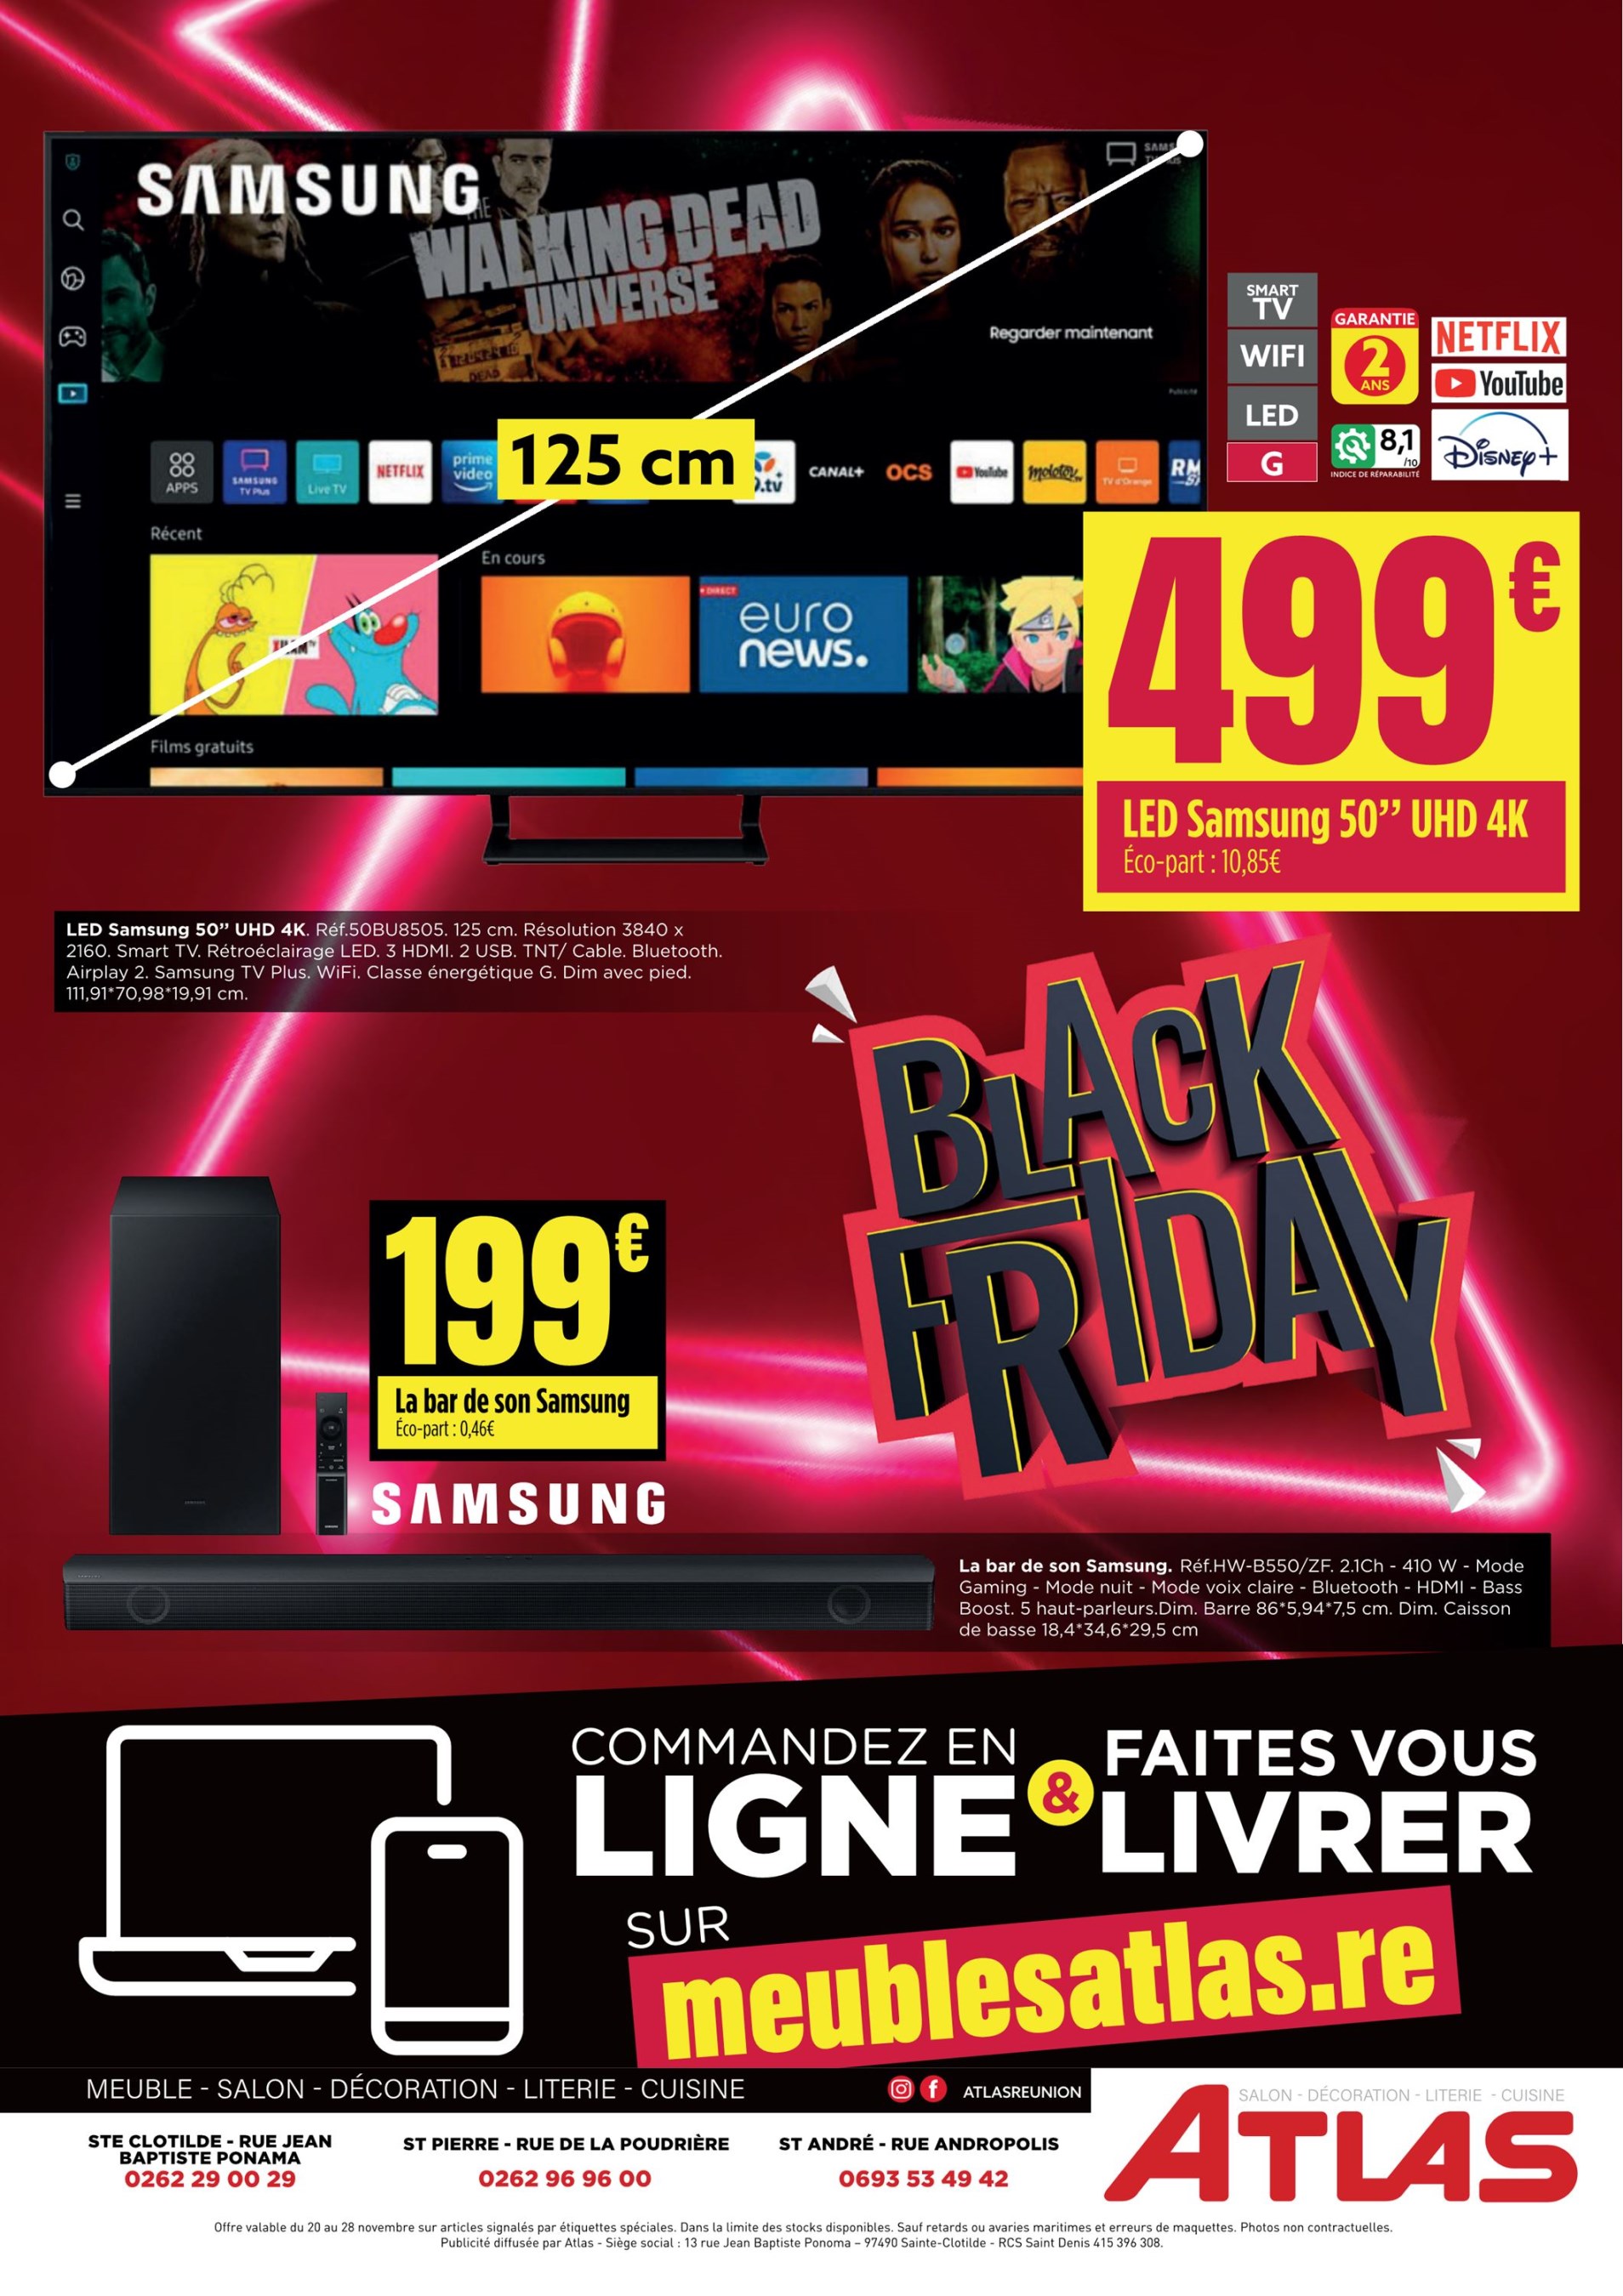 SAMSUNG
SAMS
THE
WALKING DEAD
UNIVERSE
Regarder maintenant
Publicité
125 cm
APPS
SAMSUNG
TV Plus
Live TV
NETFLIX
prime
video
.tv
CANAL+
OCS
YouTube
molotov
TV d'Orange
RM
Récent
En cours
DIRECT
euro
news.
Films gratuits
SMART
TV
WIFI
LED
G
GARANTIE
2
ANS
8,1
/10
INDICE DE RÉPARABILITÉ
NETFLIX
YouTube
Disney+
499€
LED Samsung 50’’ UHD 4K
Éco-part : 10,85€
LED Samsung 50’’ UHD 4K. Réf.50BU8505. 125 cm. Résolution 3840 x
2160. Smart TV. Rétroéclairage LED. 3 HDMI. 2 USB. TNT/ Cable. Bluetooth.
Airplay 2. Samsung TV Plus. WiFi. Classe énergétique G. Dim avec pied.
111,91*70,98*19,91 cm.
BLACK
FRIDAY
199€
La bar de son Samsung
Éco-part : 0,46€
SAMSUNG
La bar de son Samsung. Réf.HW-B550/ZF. 2.1Ch - 410 W - Mode
Gaming - Mode nuit - Mode voix claire - Bluetooth - HDMI - Bass
Boost. 5 haut-parleurs.Dim. Barre 86*5,94*7,5 cm. Dim. Caisson
de basse 18,4*34,6*29,5 cm
COMMANDEZ EN
LIGNE
&
FAITES VOUS
LIVRER
SUR
meublesatlas.re
MEUBLE - SALON - DÉCORATION - LITERIE - CUISINE
ATLASREUNION
SALON - DÉCORATION - LITERIE - CUISINE
ATLAS
STE CLOTILDE - RUE JEAN
BAPTISTE PONAMA
0262 29 00 29
ST PIERRE - RUE DE LA POUDRIÈRE
0262 96 96 00
ST ANDRÉ - RUE ANDROPOLIS
0693 53 49 42
Offre valable du 20 au 28 novembre sur articles signalés par étiquettes spéciales. Dans la limite des stocks disponibles. Sauf retards ou avaries maritimes et erreurs de maquettes. Photos non contractuelles.
Publicité diffusée par Atlas - Siège social : 13 rue Jean Baptiste Ponoma – 97490 Sainte-Clotilde - RCS Saint Denis 415 396 308.